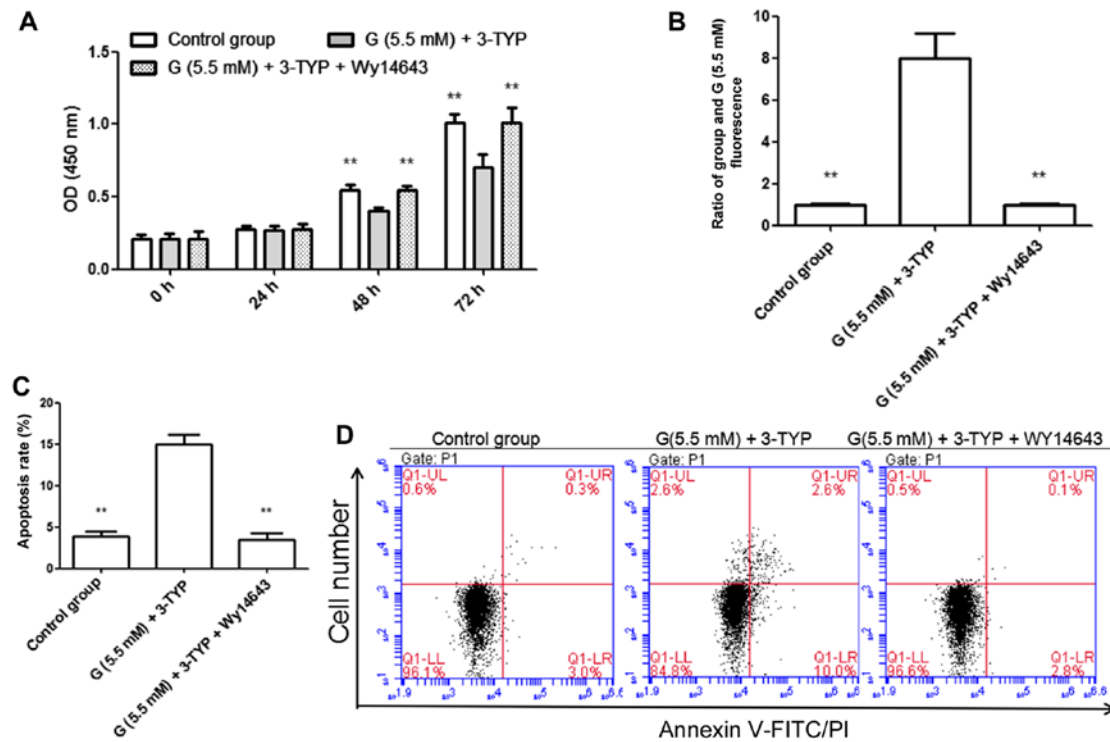 A
Control group
G (5.5 mM) + 3-TYP
G (5.5 mM) + 3-TYP + Wy14643
OD (450 nm)
1.5
1.0
0.5
0.0
**
**
**
**
0 h
24 h
48 h
72 h
B
Ratio of group and G (5.5 mM)
fluorescence
10
8
6
4
2
0
**
**
Control group
G (5.5 mM) + 3-TYP
G (5.5 mM) + 3-TYP + Wy14643
C
Apoptosis rate (%)
20
15
10
5
0
**
**
Control group
G (5.5 mM) + 3-TYP
G (5.5 mM) + 3-TYP + Wy14643
D
Control group
G(5.5 mM) + 3-TYP
G(5.5 mM) + 3-TYP + WY14643
Cell number
Gate: P1
Q1-UL
0.6%
Q1-UR
0.3%
Q1-LL
96.1%
Q1-LR
3.0%
Gate: P1
Q1-UL
2.6%
Q1-UR
2.6%
Q1-LL
84.8%
Q1-LR
10.0%
Gate: P1
Q1-UL
0.5%
Q1-UR
0.1%
Q1-LL
96.6%
Q1-LR
2.8%
Annexin V-FITC/PI